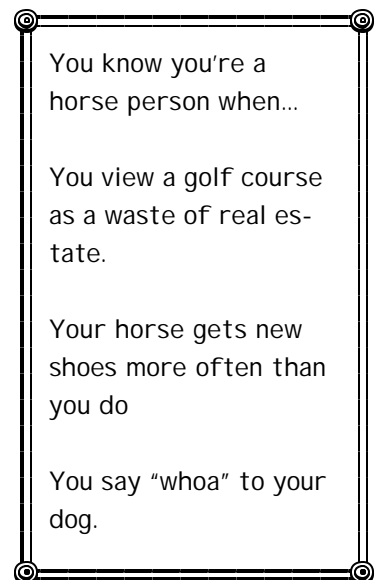 You know you're a
horse person when...
You view a golf course
as a waste of real es-
tate.
Your horse gets new
shoes more often than
you do
You say "whoa" to your
dog.